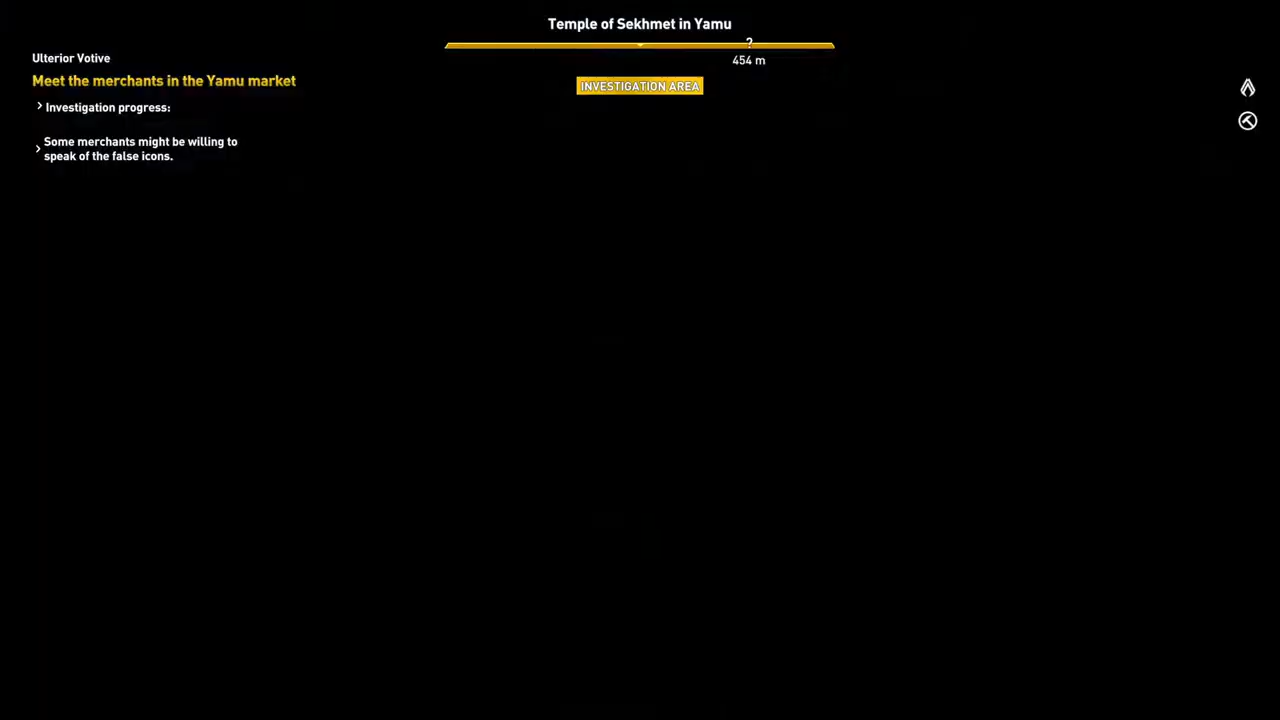 Temple of Sekhmet in Yamu
?
454 m
INVESTIGATION AREA
Ulterior Votive
Meet the merchants in the Yamu market
Investigation progress:
Some merchants might be willing to
speak of the false icons.